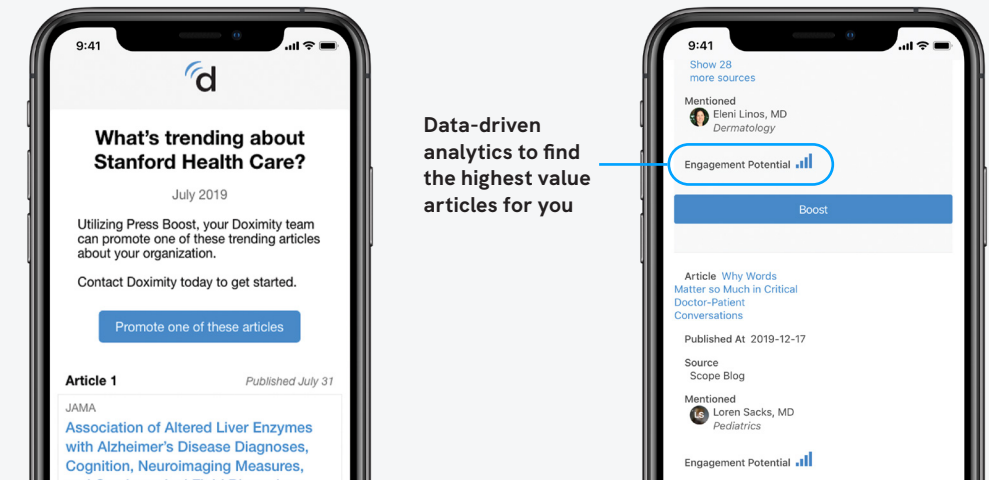 9:41
d
What's trending about
Stanford Health Care?
July 2019
Utilizing Press Boost, your Doximity team
can promote one of these trending articles
about your organization.
Contact Doximity today to get started.
Promote one of these articles
Article 1 Published July 31
JAMA
Association of Altered Liver Enzymes
with Alzheimer's Disease Diagnoses,
Cognition, Neuroimaging Measures,
Data-driven
analytics to find
the highest value
articles for you
9:41
Show 28
more sources
Mentioned
Eleni Linos, MD
Dermatology
Engagement Potential
Boost
Article Why Words
Matter so Much in Critical
Doctor-Patient
Conversations
Published At 2019-12-17
Source
Scope Blog
Mentioned
LS Loren Sacks, MD
Pediatrics
Engagement Potential